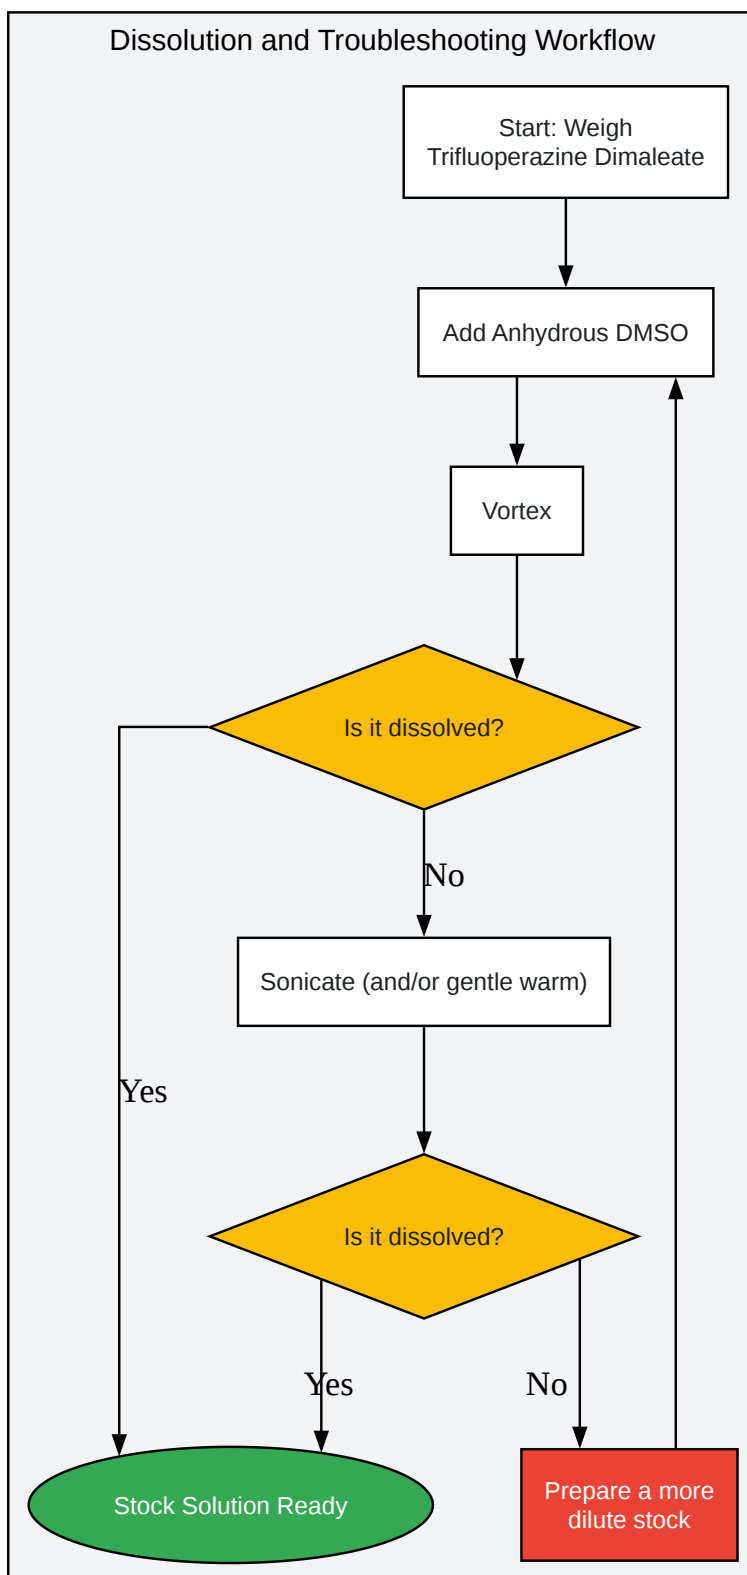 Dissolution and Troubleshooting Workflow
Start: Weigh
Trifluoperazine Dimaleate
Add Anhydrous DMSO
Vortex
Is it dissolved?
No
Sonicate (and/or gentle warm)
Yes
Is it dissolved?
Yes
No
Stock Solution Ready
Prepare a more
dilute stock